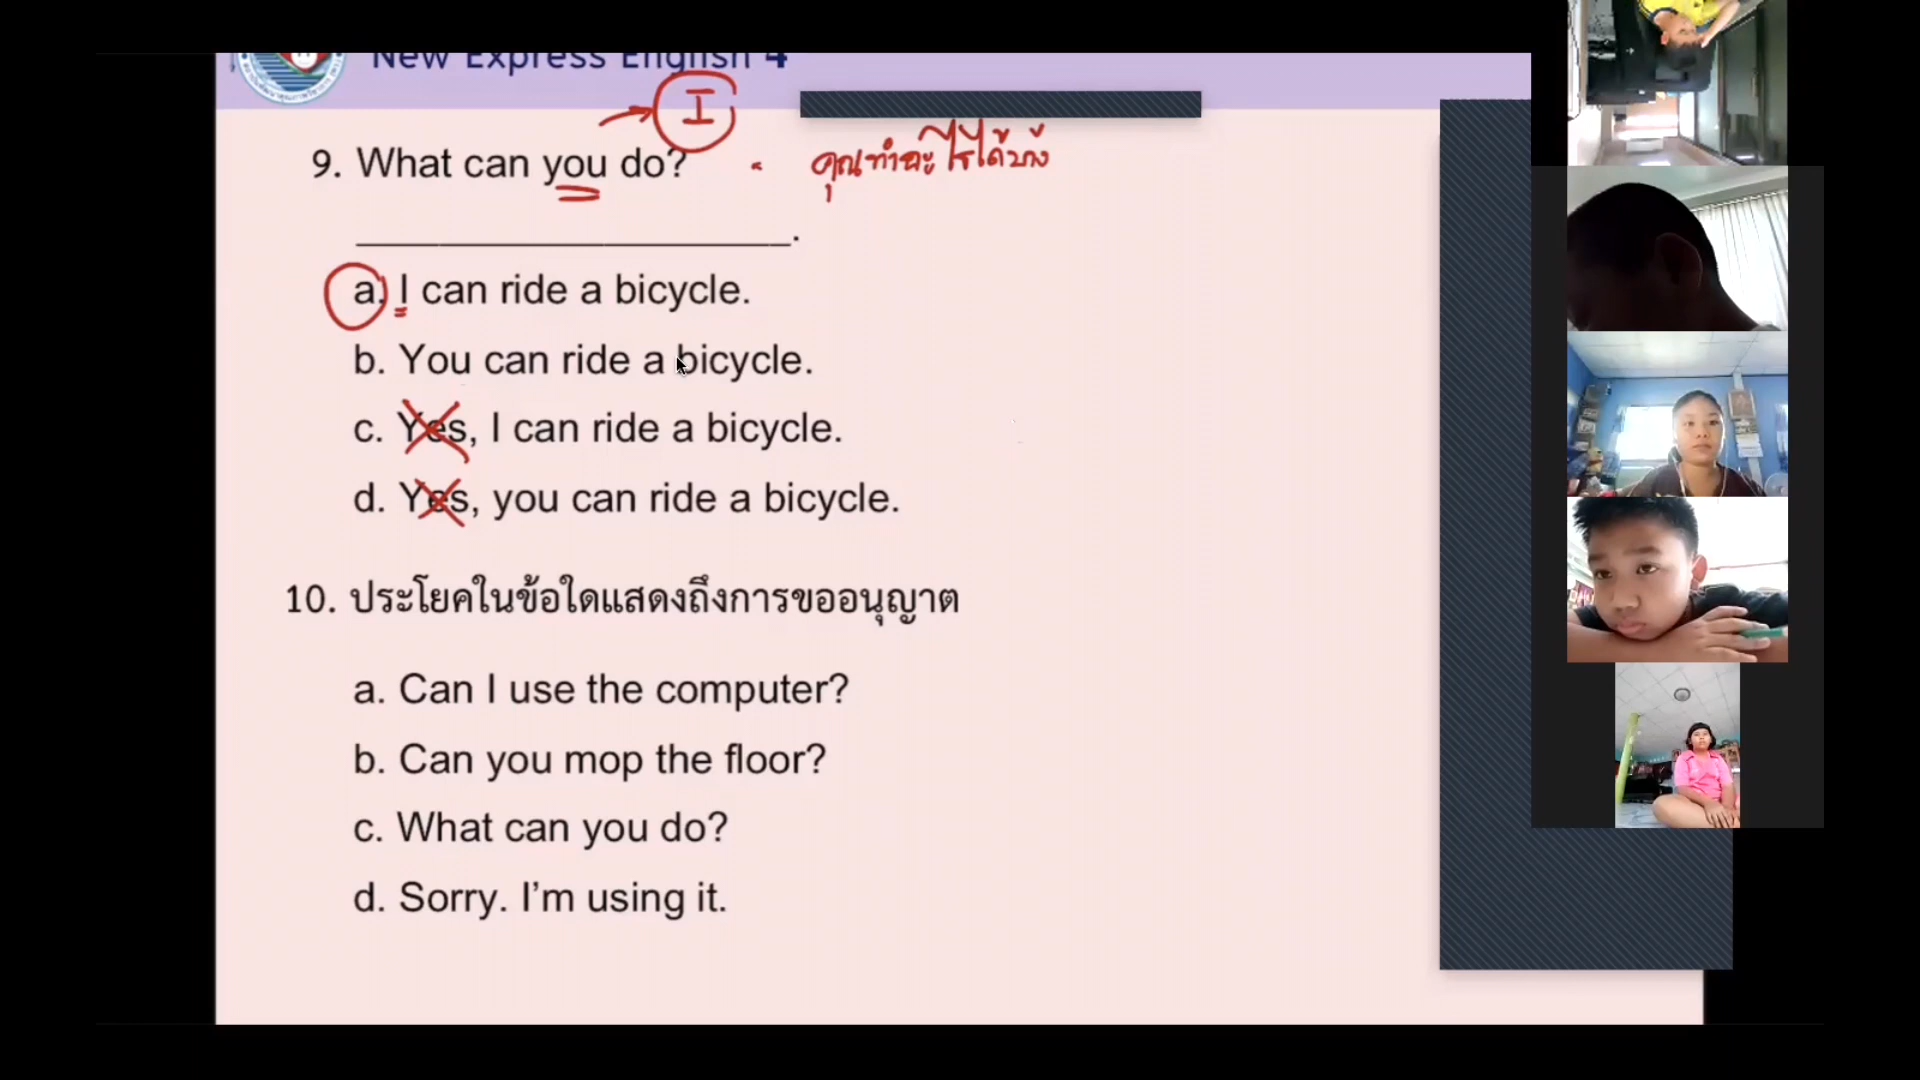 New Express English 4
I
9. What can you do?
คุณทำอะไรได้บ้าง
____________________.
a. I can ride a bicycle.
b. You can ride a bicycle.
c. Yes, I can ride a bicycle.
d. Yes, you can ride a bicycle.
10. ประโยคในข้อใดแสดงถึงการขออนุญาต
a. Can I use the computer?
b. Can you mop the floor?
c. What can you do?
d. Sorry. I’m using it.